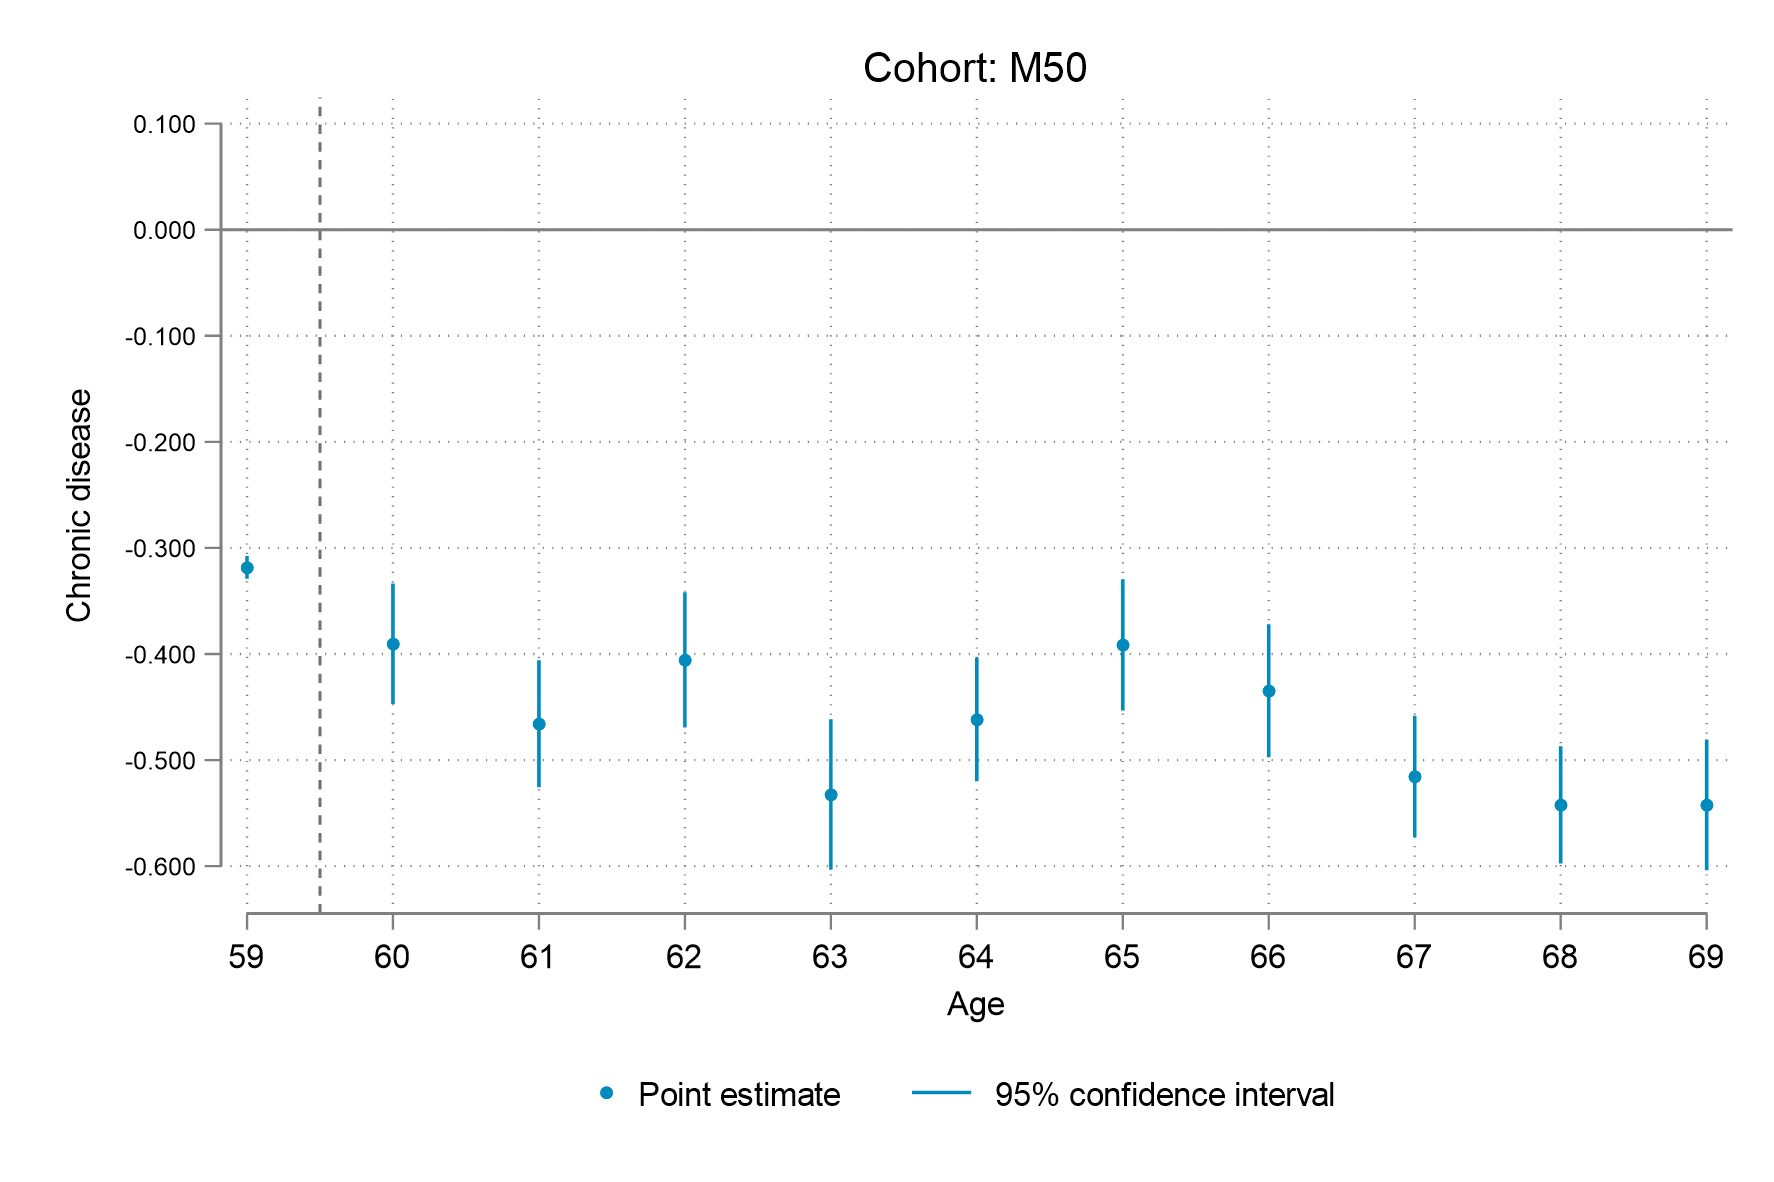 Cohort: M50
0.100
0.000
-0.100
-0.200
-0.300
-0.400
-0.500
-0.600
Chronic disease
59 60 61 62 63 64 65 66 67 68 69
Age
Point estimate 95% confidence interval